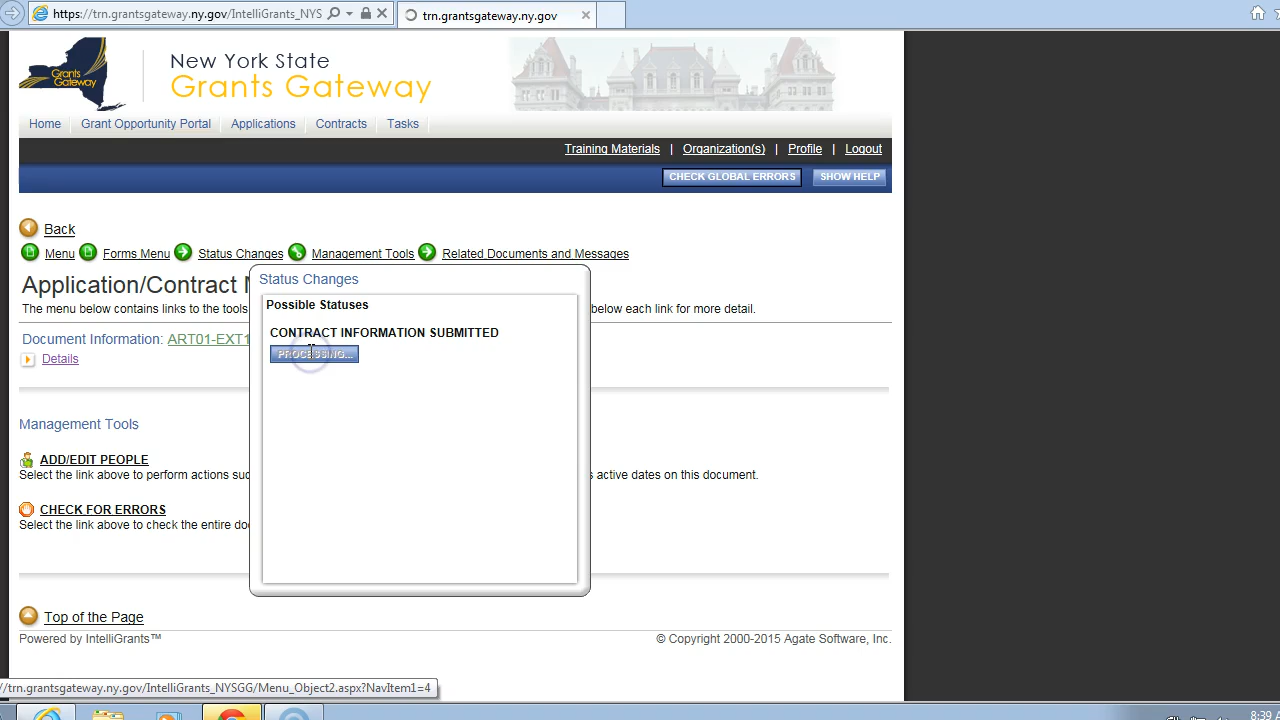 https://trn.grantsgateway.ny.gov/IntelliGrants_NYS
trn.grantsgateway.ny.gov
Grants
Gateway
New York State
Grants Gateway
Home Grant Opportunity Portal Applications Contracts Tasks
Training Materials | Organization(s) | Profile | Logout
CHECK GLOBAL ERRORS SHOW HELP
Back
Menu Forms Menu Status Changes Management Tools Related Documents and Messages
Application/Contract
The menu below contains links to the tools below each link for more detail.
Document Information: ART01-EXT1
Details
Status Changes
Possible Statuses
CONTRACT INFORMATION SUBMITTED
PROCESSING...
Management Tools
ADD/EDIT PEOPLE
Select the link above to perform actions suc s active dates on this document.
CHECK FOR ERRORS
Select the link above to check the entire do
Top of the Page
Powered by IntelliGrants™ © Copyright 2000-2015 Agate Software, Inc.
/trn.grantsgateway.ny.gov/IntelliGrants_NYSGG/Menu_Object2.aspx?NavItem1=4
8:39 A